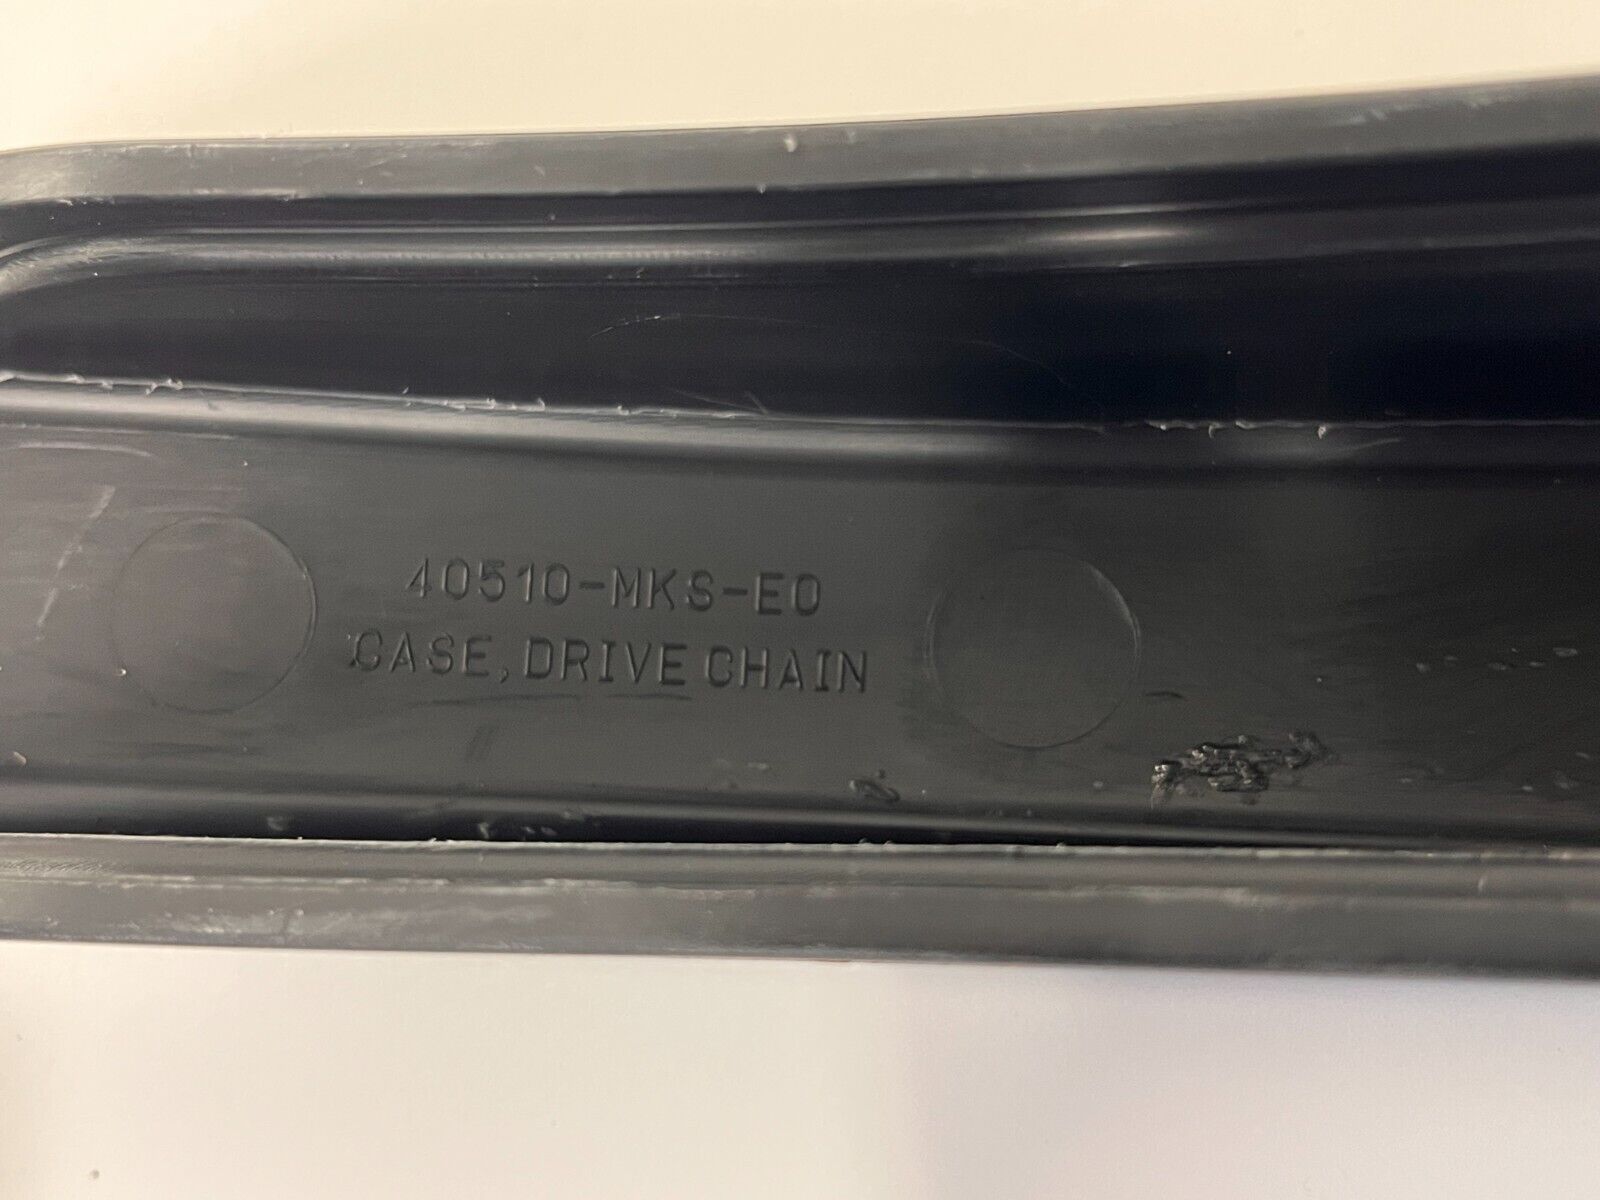 40510-MKS-E0
CASE, DRIVE CHAIN